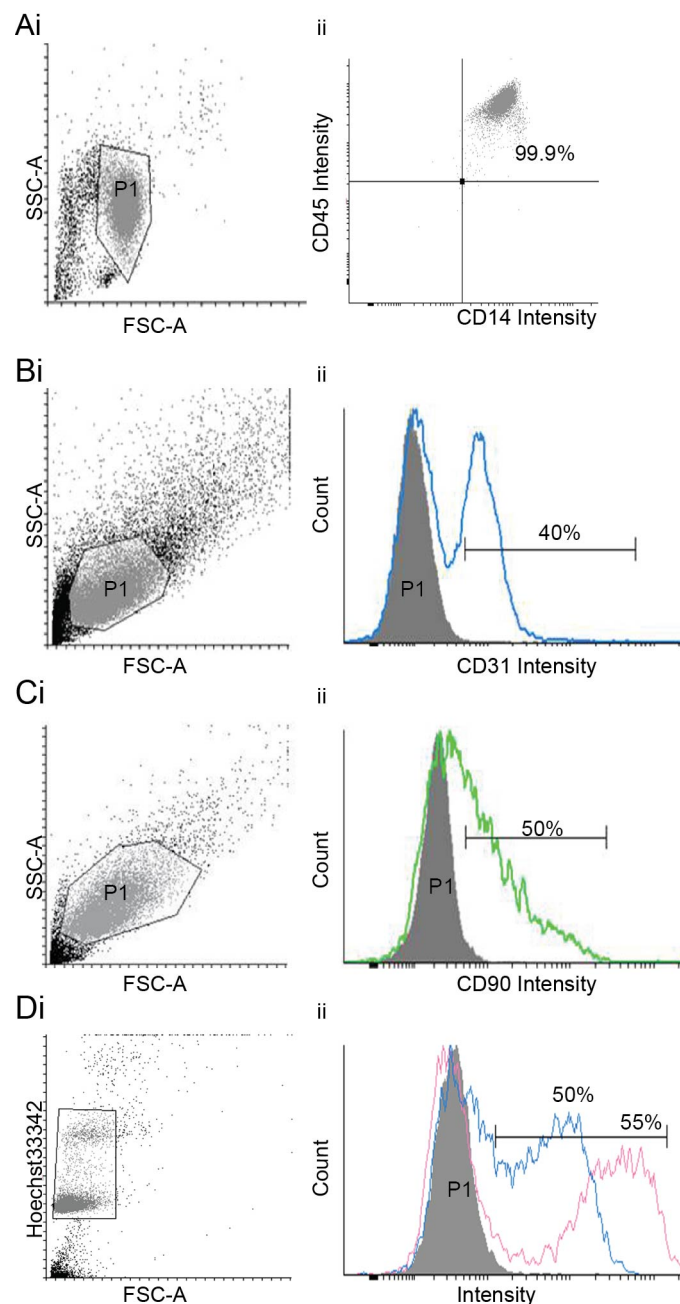 Ai
ii
SSC-A
P1
FSC-A
CD45 Intensity
99.9%
CD14 Intensity
Bi
ii
SSC-A
P1
FSC-A
Count
40%
P1
CD31 Intensity
Ci
ii
SSC-A
P1
FSC-A
Count
50%
P1
CD90 Intensity
Di
ii
Hoechst33342
FSC-A
Count
50%
55%
P1
Intensity